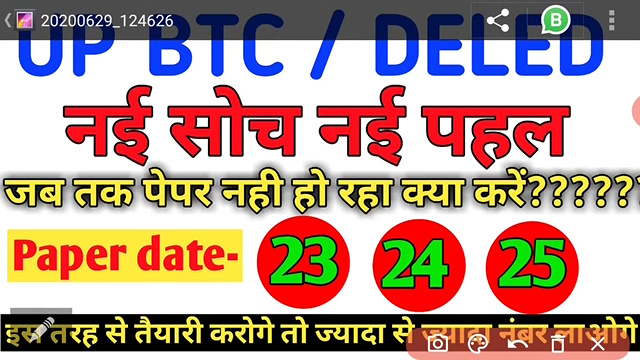 20200629_124626
UP BTC / DELED
नई सोच नई पहल
जब तक पेपर नही हो रहा क्या करें??????
Paper date- 23 24 25
इस तरह से तैयारी करोगे तो ज्यादा से ज्यादा नंबर लाओगे